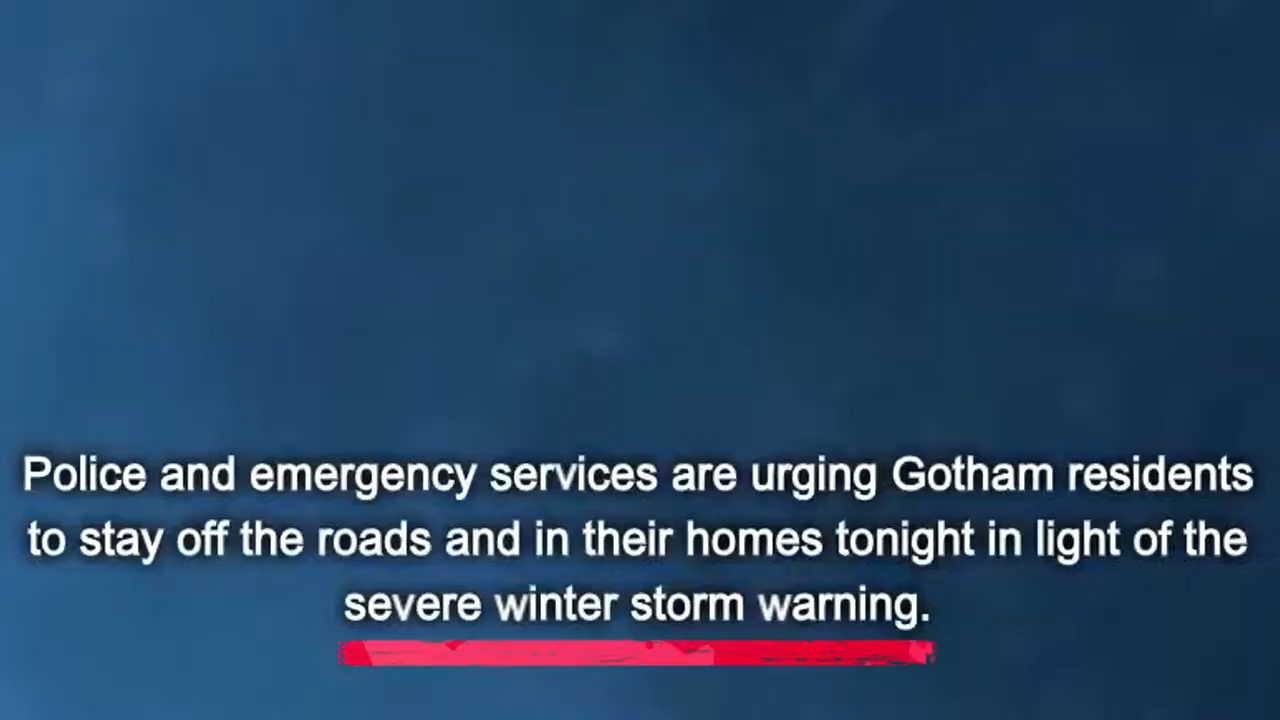 Police and emergency services are urging Gotham residents
to stay off the roads and in their homes tonight in light of the
severe winter storm warning.